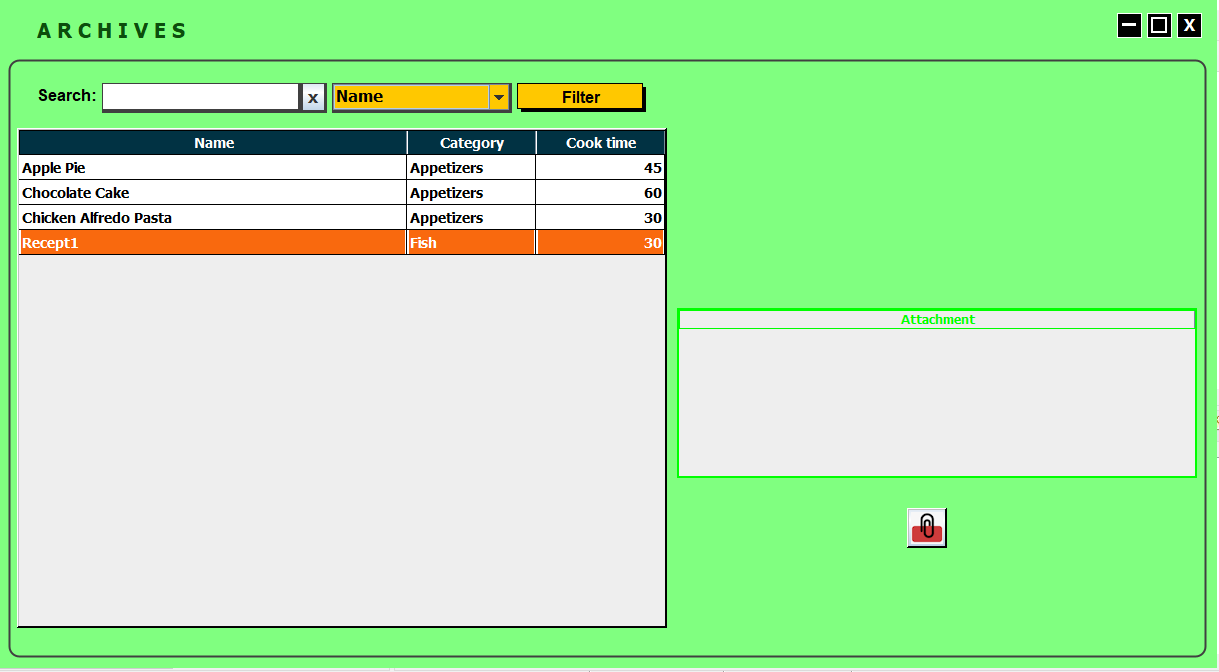 ARCHIVES
X
Search:
x
Name
Filter
Name Category Cook time
Apple Pie Appetizers 45
Chocolate Cake Appetizers 60
Chicken Alfredo Pasta Appetizers 30
Recept1 Fish 30
Attachment